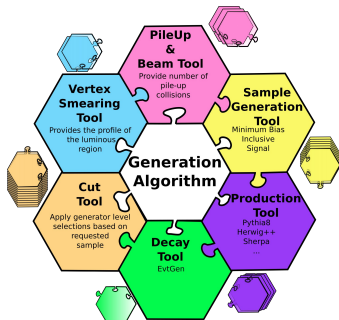 PileUp
&
Beam Tool
Provide number of
pile-up
collisions
Vertex
Smearing
Tool
Provides the profile of
the luminous
region
Sample
Generation
Tool
Minimum Bias
Inclusive
Signal
Generation
Algorithm
Cut
Tool
Apply generator level
selections based on
requested
sample
Production
Tool
Pythia8
Herwig++
Sherpa
...
Decay
Tool
EvtGen